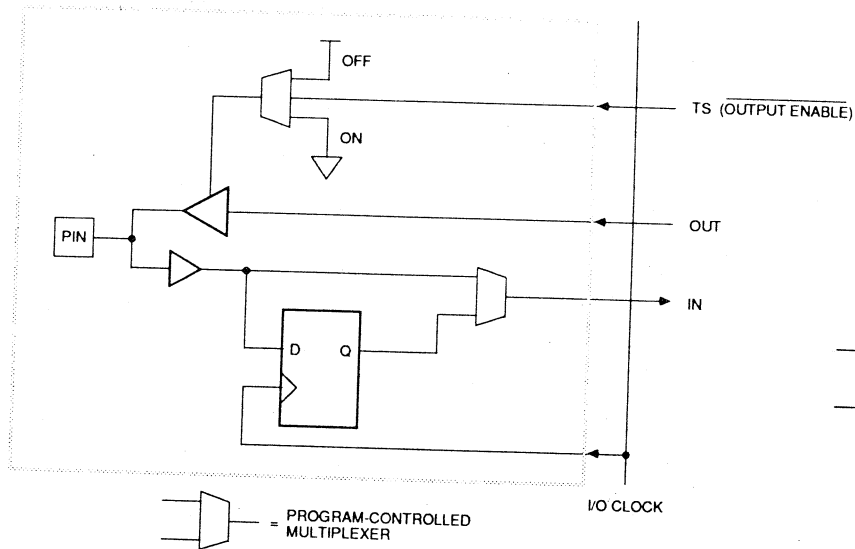 OFF
TS (OUTPUT ENABLE)
ON
OUT
PIN
IN
D Q
I/O CLOCK
= PROGRAM-CONTROLLED
MULTIPLEXER